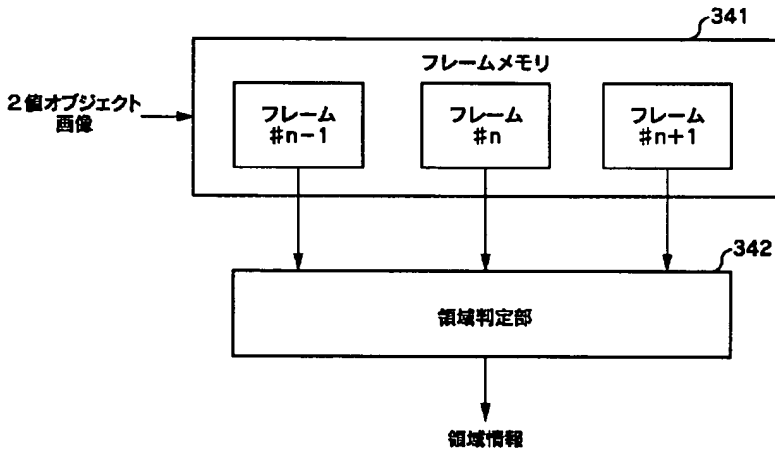 341
フレームメモリ
2値オブジェクト
画像
フレーム
#n-1
フレーム
#n
フレーム
#n+1
342
領域判定部
領域情報